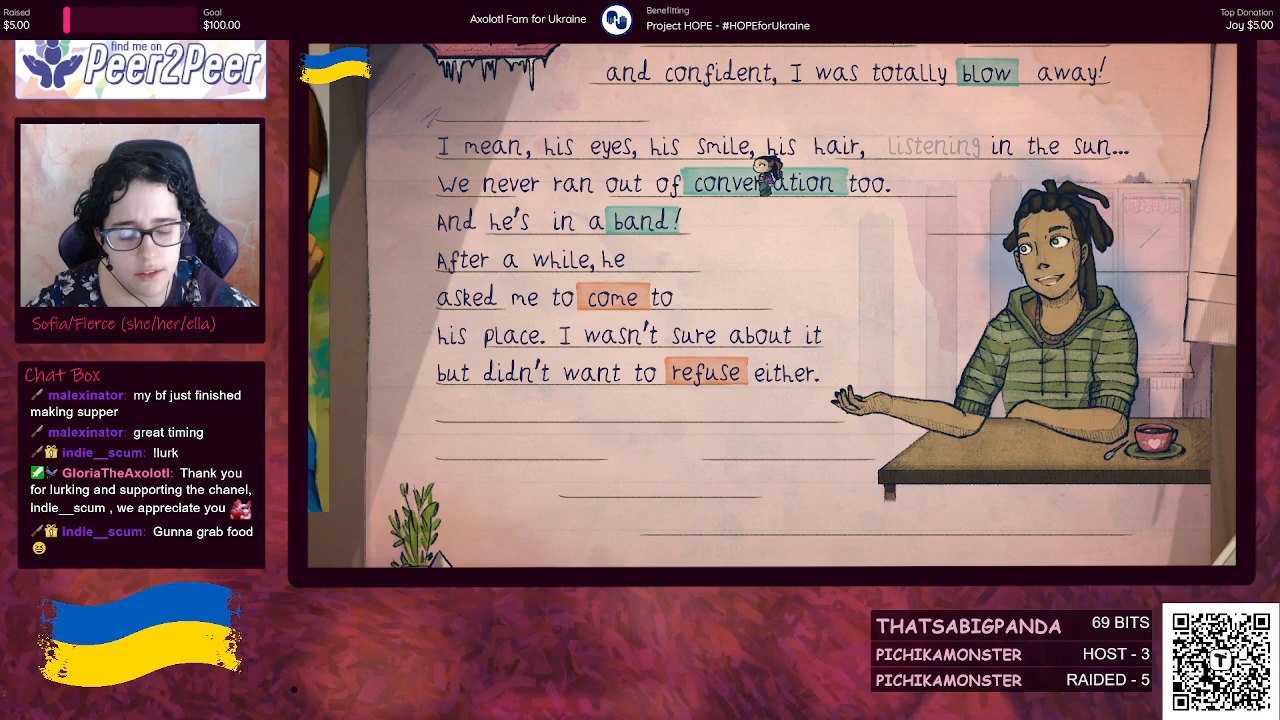 Raised
$5.00
Goal
$100.00
Axolotl Fam for Ukraine
Benefitting
Project HOPE - #HOPEforUkraine
Top Donation
Joy $5.00
find me on
Peer2Peer
Sofia/Fierce (she/her/ella)
Chat Box
malexinator: my bf just finished
making supper
malexinator: great timing
indie__scum: !lurk
GloriaTheAxolotl: Thank you
for lurking and supporting the chanel,
Indie__scum , we appreciate you
indie__scum: Gunna grab food
and confident, I was totally blow away!
I mean, his eyes, his smile, his hair, listening in the sun...
We never ran out of conversation too.
And he's in a band!
After a while, he
asked me to come to
his place. I wasn't sure about it
but didn't want to refuse either.
THATSABIGPANDA 69 BITS
PICHIKAMONSTER HOST - 3
PICHIKAMONSTER RAIDED - 5